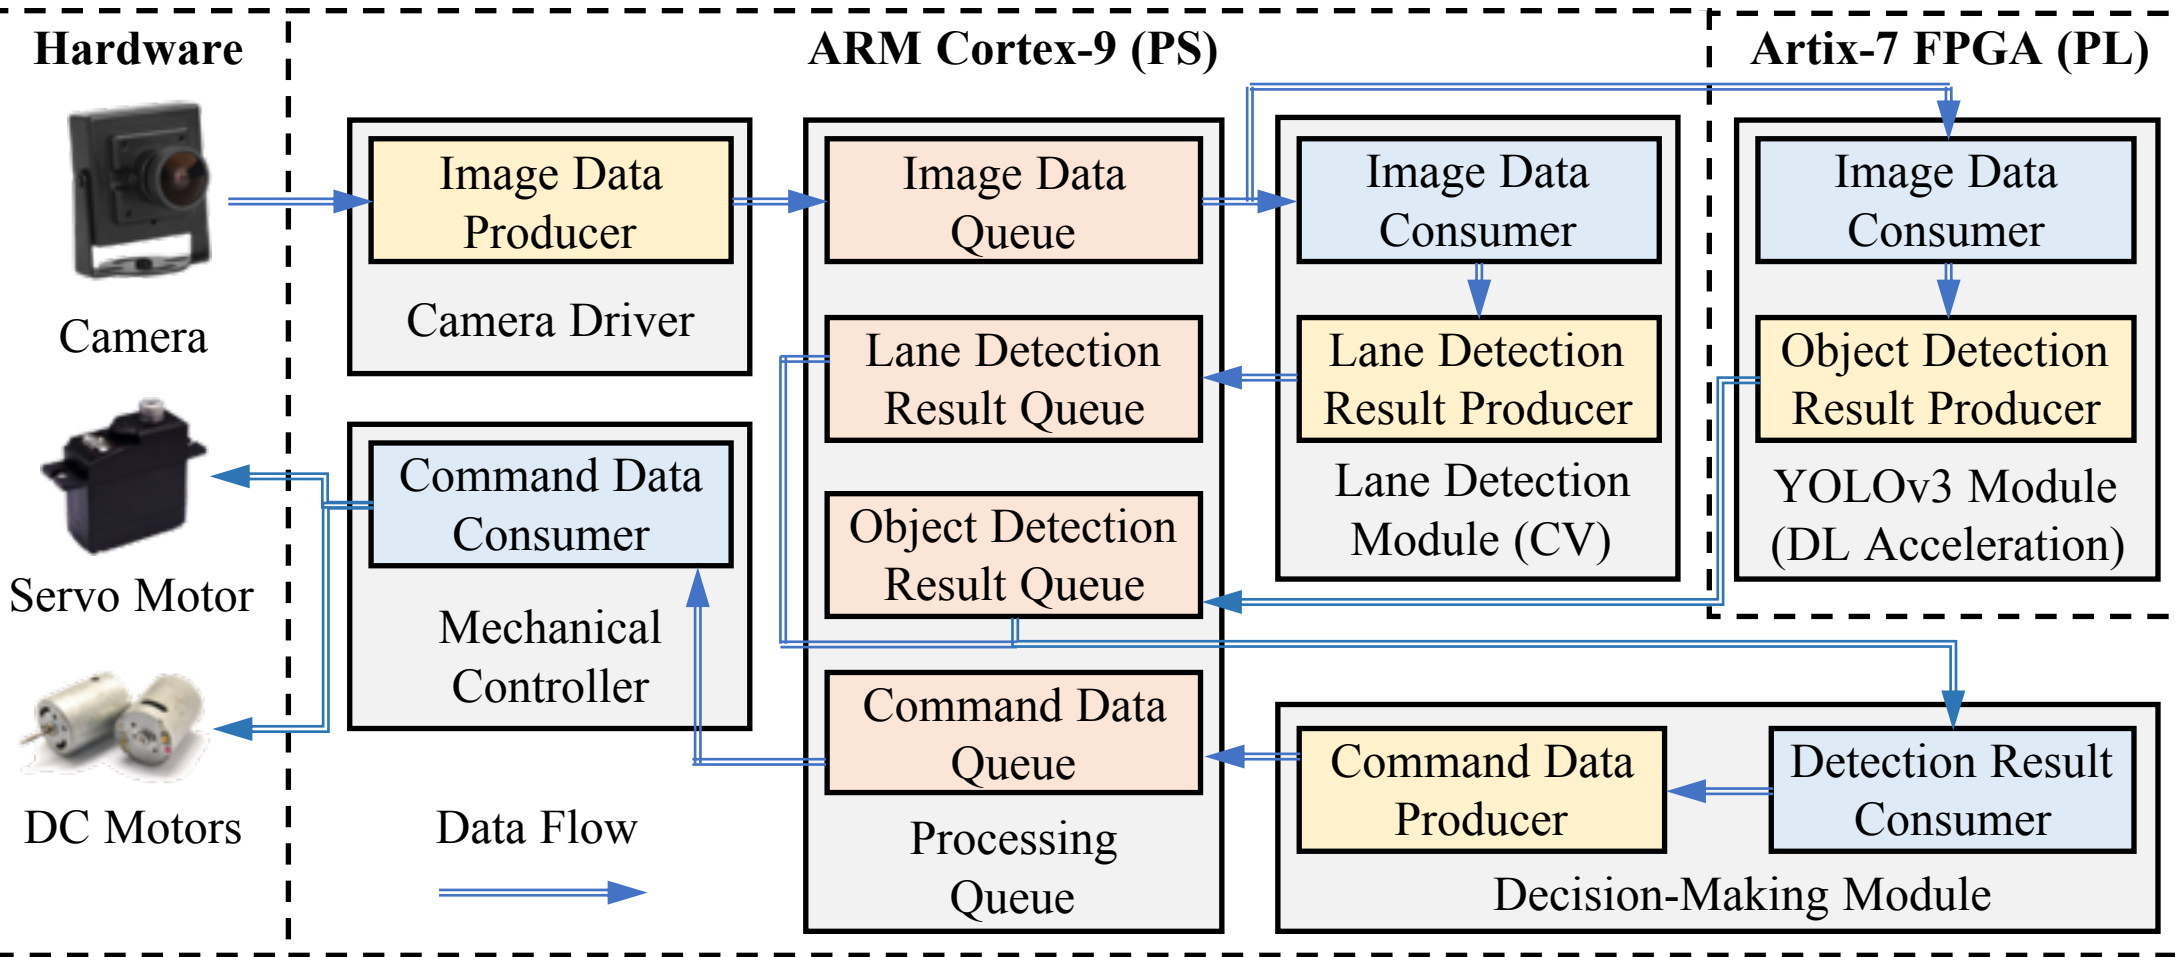 Hardware
ARM Cortex-9 (PS)
Artix-7 FPGA (PL)
Camera
Servo Motor
DC Motors
Image Data
Producer
Camera Driver
Command Data
Consumer
Mechanical
Controller
Data Flow
Image Data
Queue
Lane Detection
Result Queue
Object Detection
Result Queue
Command Data
Queue
Processing
Queue
Image Data
Consumer
Lane Detection
Result Producer
Lane Detection
Module (CV)
Image Data
Consumer
Object Detection
Result Producer
YOLOv3 Module
(DL Acceleration)
Command Data
Producer
Detection Result
Consumer
Decision-Making Module